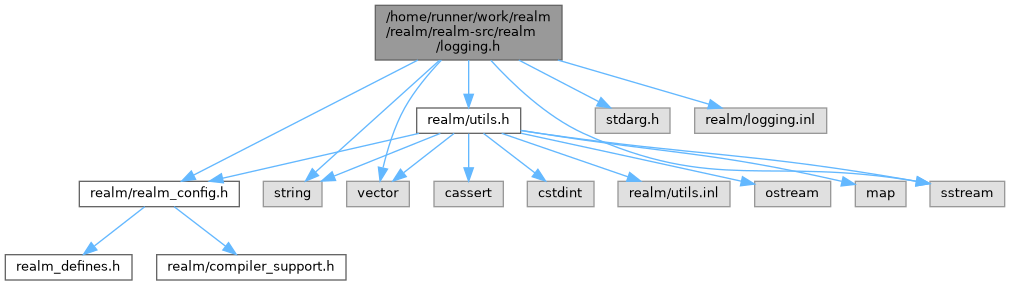 /home/runner/work/realm
/realm/realm-src/realm
/logging.h
realm/utils.h
stdarg.h
realm/logging.inl
realm/realm_config.h
string
vector
cassert
cstdint
realm/utils.inl
ostream
map
sstream
realm_defines.h
realm/compiler_support.h